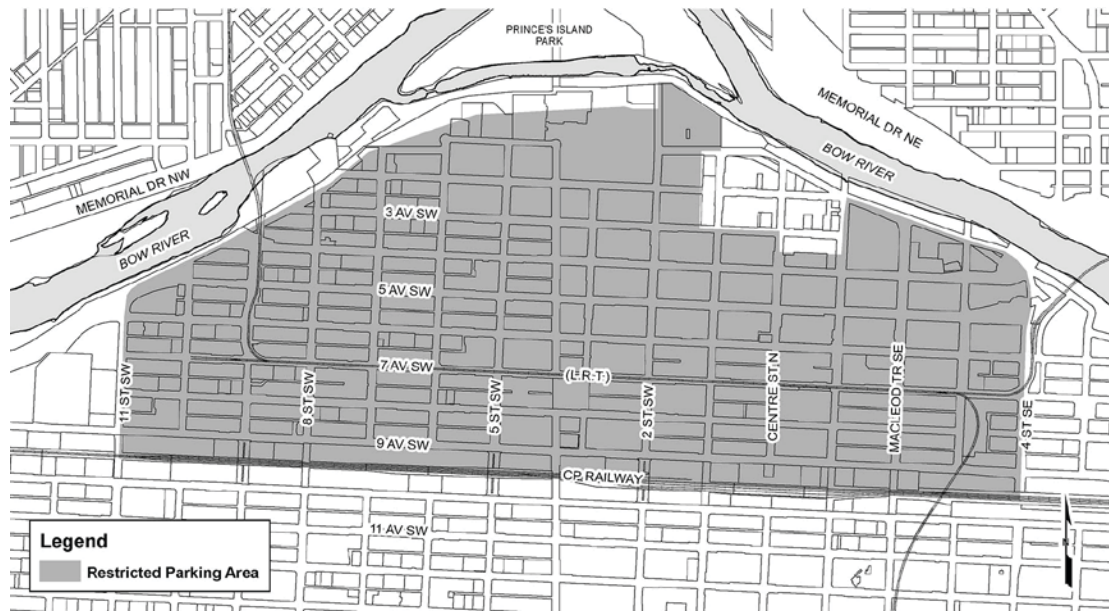 PRINCE'S ISLAND
PARK
MEMORIAL DR NE
BOW RIVER
MEMORIAL DR NW
BOW RIVER
3 AV SW
5 AV SW
7 AV SW
(L.R.T)
11 ST SW
8 ST SW
5 ST SW
2 ST SW
CENTRE ST N
MACLEOD TR SE
4 ST SE
9 AV SW
CP RAILWAY
11 AV SW
Legend
Restricted Parking Area